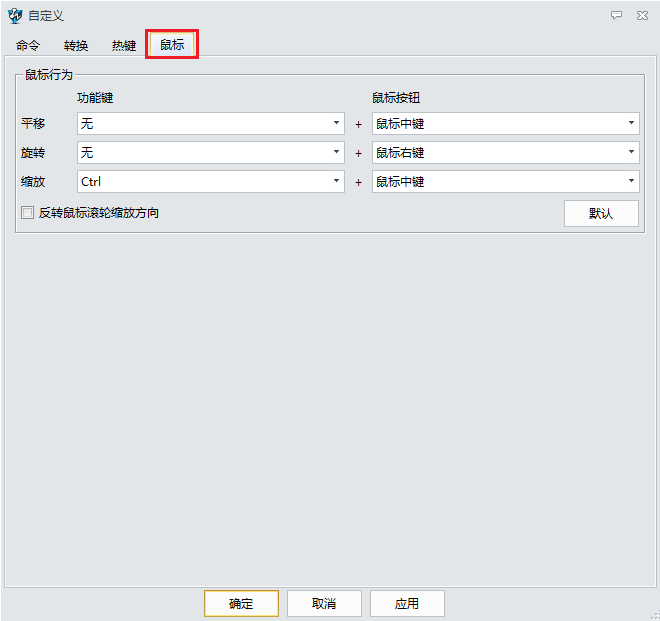 自定义
命令 转换 热键 鼠标
鼠标行为
功能键 鼠标按钮
平移 无 + 鼠标中键
旋转 无 + 鼠标右键
缩放 Ctrl + 鼠标中键
反转鼠标滚轮缩放方向 默认
确定 取消 应用